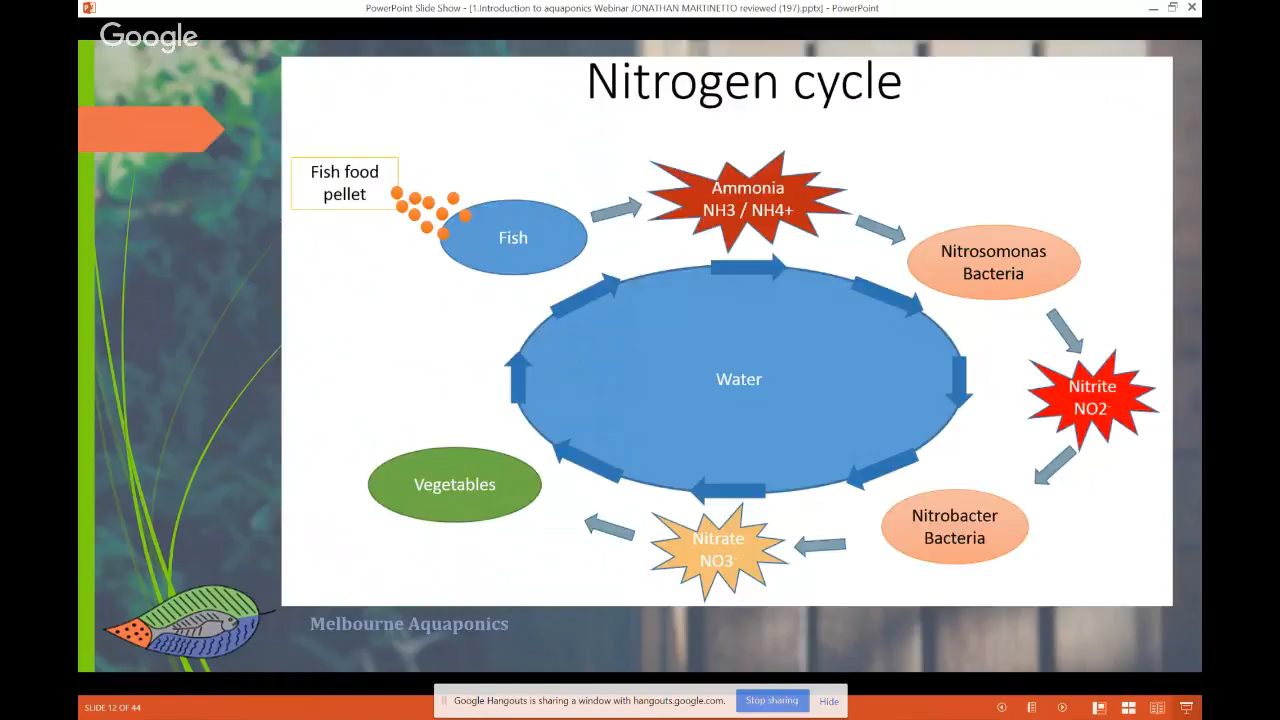 PowerPoint Slide Show - [1.Introduction to aquaponics Webinar JONATHAN MARTINETTO reviewed (197).pptx] - PowerPoint
Google
Nitrogen cycle
Fish food
pellet
Fish
Ammonia
NH3 / NH4+
Nitrosomonas
Bacteria
Water
Nitrite
NO2-
Vegetables
Nitrate
NO3-
Nitrobacter
Bacteria
Melbourne Aquaponics
Google Hangouts is sharing a window with hangouts.google.com.
Stop sharing
Hide
SLIDE 12 OF 44